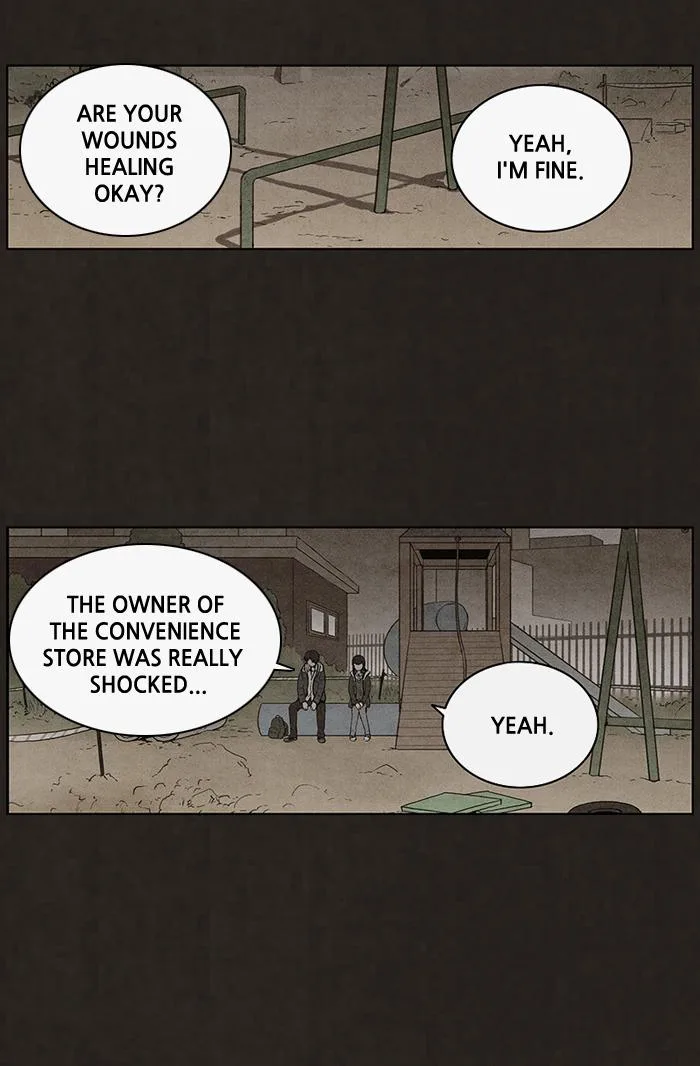 ARE YOUR
WOUNDS
HEALING
OKAY?
YEAH,
I'M FINE.
THE OWNER OF
THE CONVENIENCE
STORE WAS REALLY
SHOCKED...
YEAH.